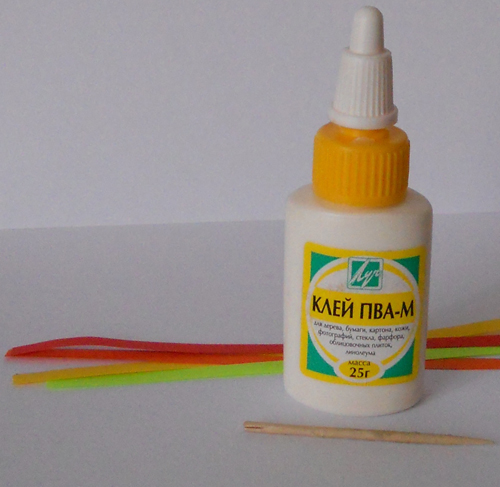 Луч
КЛЕЙ ПВА-М
для дерева, бумаги, картона, кожи,
фотографий, стекла, фарфора,
облицовочных плиток,
линолеума
масса
25г